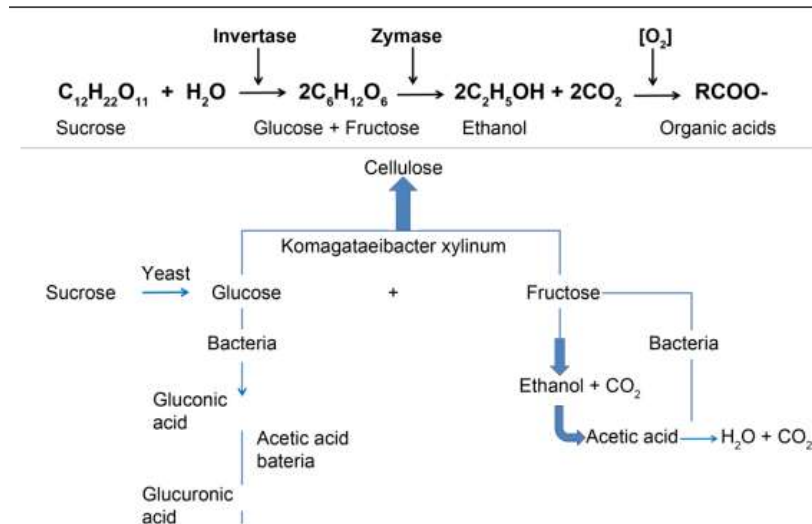 Invertase Zymase [O₂]
C₁₂H₂₂O₁₁ + H₂O 2C₆H₁₂O₆ 2C₂H₅OH + 2CO₂ RCOO-
Sucrose Glucose + Fructose Ethanol Organic acids
Cellulose
Komagataeibacter xylinum
Yeast
Sucrose Glucose + Fructose
Bacteria Bacteria
Ethanol + CO₂
Gluconic
acid
Acetic acid H₂O + CO₂
Acetic acid
bateria
Glucuronic
acid